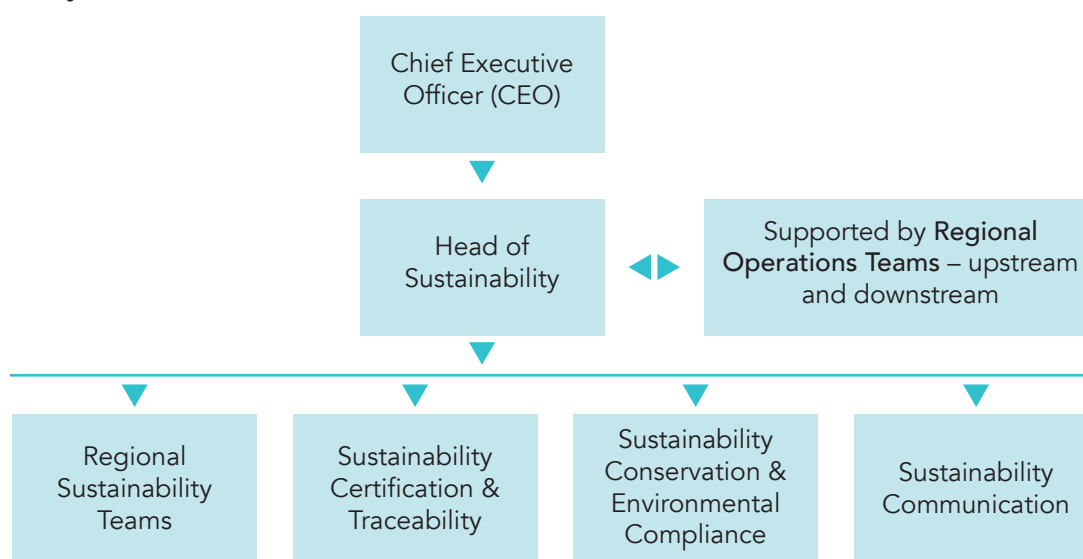 Chief Executive
Officer (CEO)
Head of
Sustainability
Supported by Regional
Operations Teams – upstream
and downstream
Regional
Sustainability
Teams
Sustainability
Certification &
Traceability
Sustainability
Conservation &
Environmental
Compliance
Sustainability
Communication